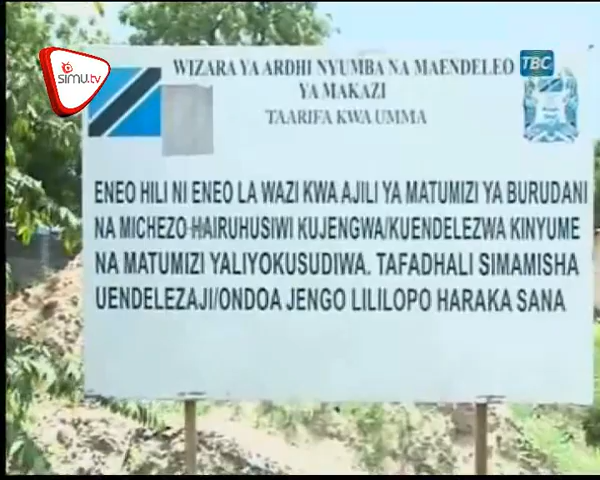 SIMU.tv
TBC
WIZARA YA ARDHI NYUMBA NA MAENDELEO
YA MAKAZI
TAARIFA KWA UMMA
ENEO HILI NI ENEO LA WAZI KWA AJILI YA MATUMIZI YA BURUDANI
NA MICHEZO HAIRUHUSIWI KUJENGWA/KUENDELEZWA KINYUME
NA MATUMIZI YALIYOKUSUDIWA. TAFADHALI SIMAMISHA
UENDELEZAJI/ONDOA JENGO LILILOPO HARAKA SANA